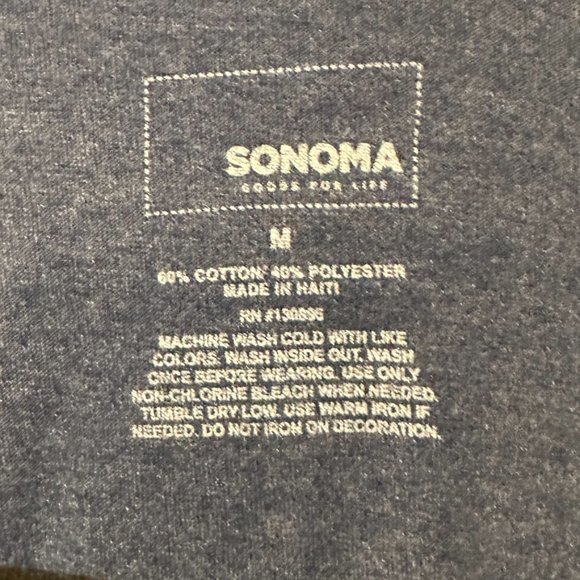 SONOMA
GOODS FOR LIFE
M
60% COTTON/ 40% POLYESTER
MADE IN HAITI
RN #130895
MACHINE WASH COLD WITH LIKE
COLORS. WASH INSIDE OUT. WASH
ONCE BEFORE WEARING. USE ONLY
NON-CHLORINE BLEACH WHEN NEEDED.
TUMBLE DRY LOW. USE WARM IRON IF
NEEDED. DO NOT IRON ON DECORATION.